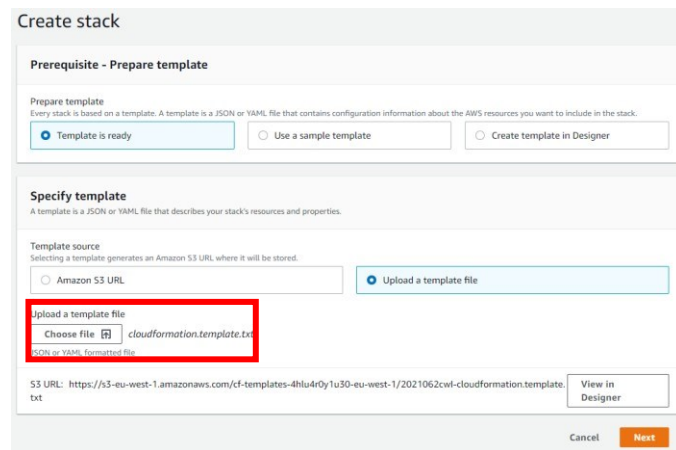 Create stack
Prerequisite - Prepare template
Prepare template
Every stack is based on a template. A template is a JSON or YAML file that contains configuration information about the AWS resources you want to include in the stack.
Template is ready
Use a sample template
Create template in Designer
Specify template
A template is a JSON or YAML file that describes your stack's resources and properties.
Template source
Selecting a template generates an Amazon S3 URL where it will be stored.
Amazon S3 URL
Upload a template file
Upload a template file
Choose file cloudformation.template.txt
JSON or YAML formatted file
S3 URL: https://s3-eu-west-1.amazonaws.com/cf-templates-4hlu4r0y1u30-eu-west-1/2021062cwl-cloudformation.template.
txt
View in
Designer
Cancel
Next